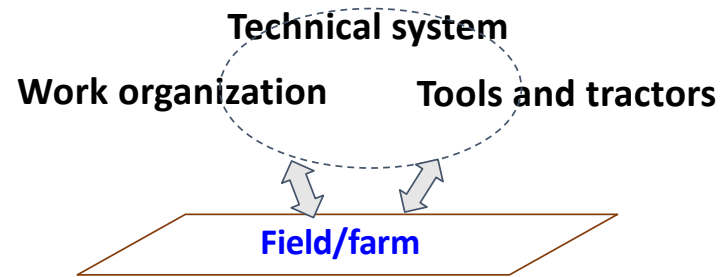 Technical system
Work organization
Tools and tractors
Field/farm